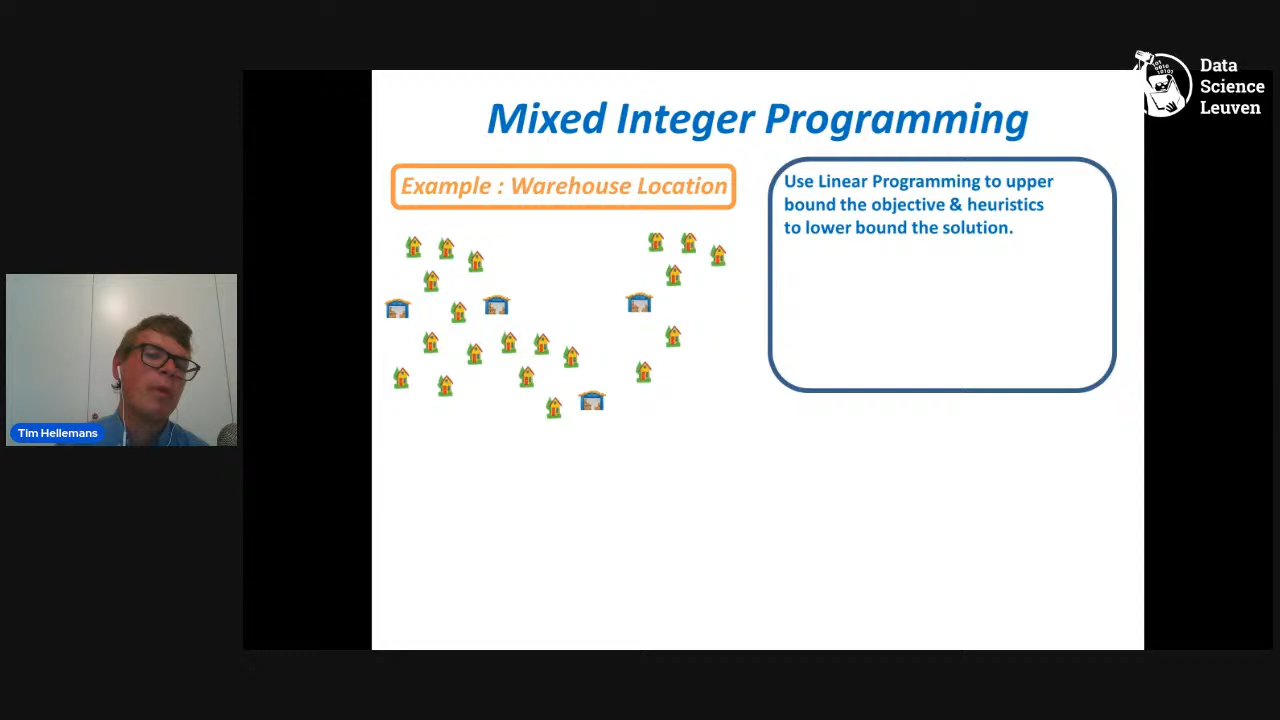 Data
Science
Leuven
Mixed Integer Programming
Example : Warehouse Location
Use Linear Programming to upper
bound the objective & heuristics
to lower bound the solution.
Tim Hellemans